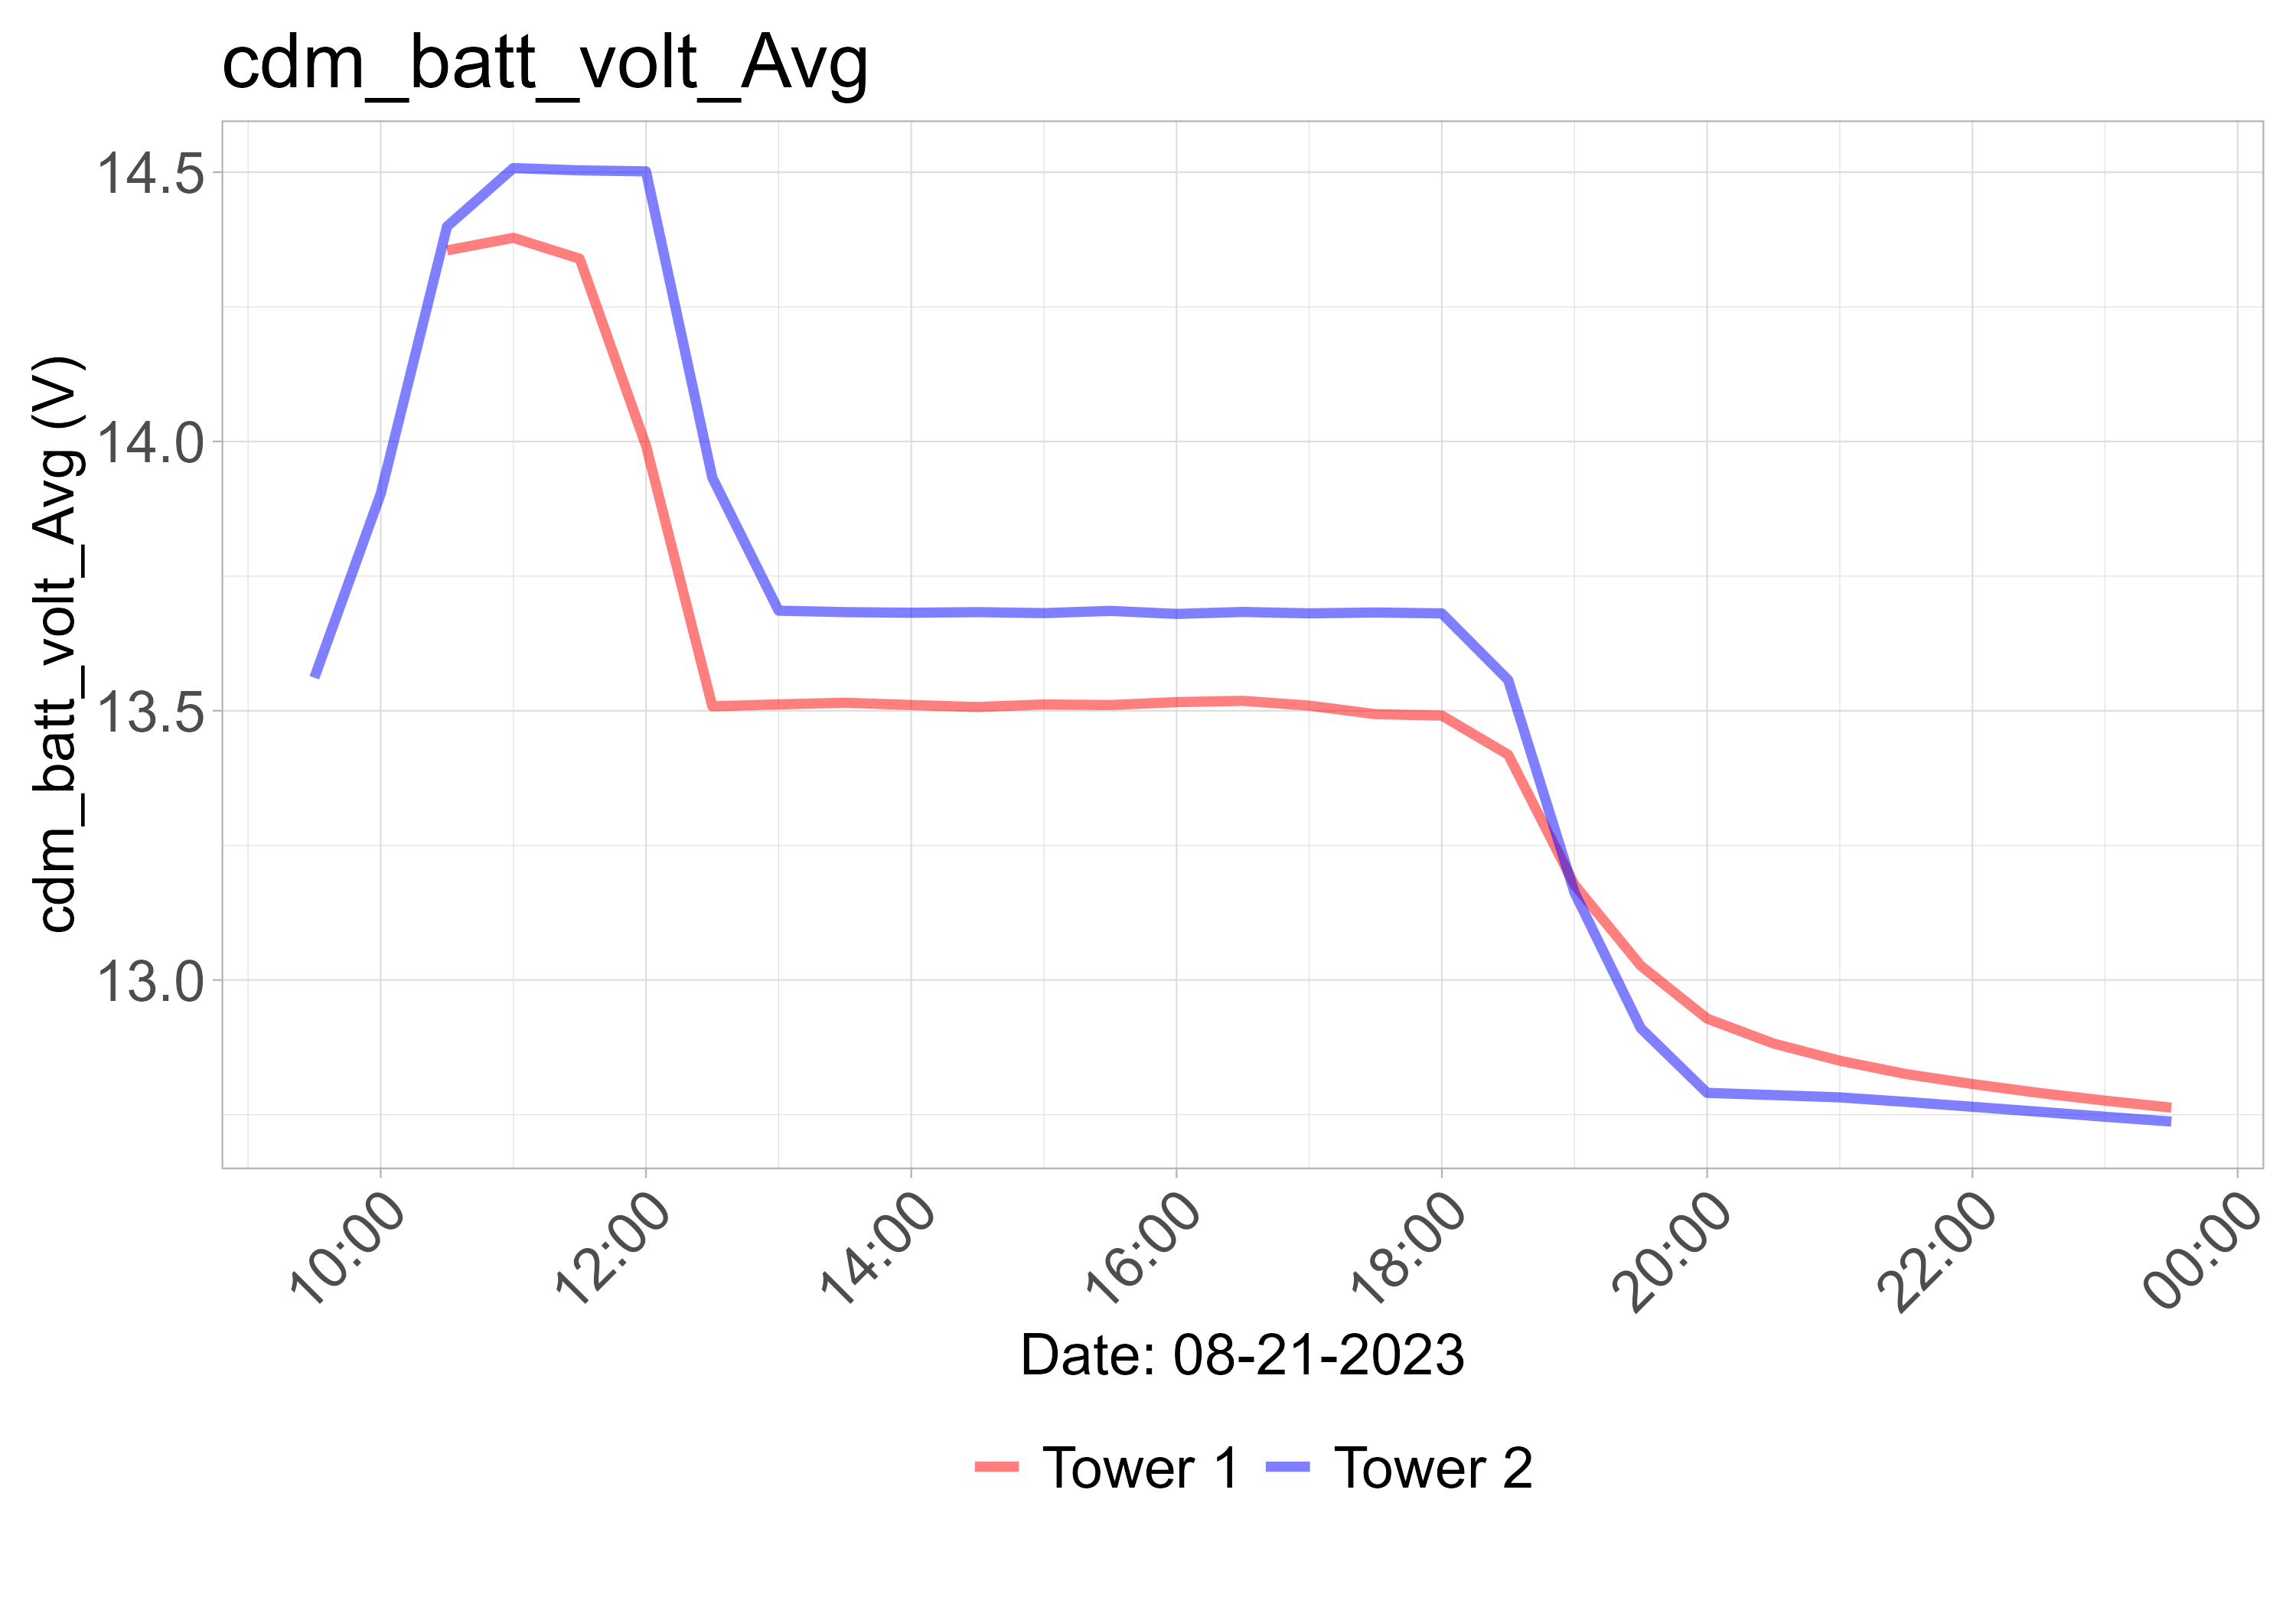 cdm_batt_volt_Avg
cdm_batt_volt_Avg (V)
14.5
14.0
13.5
13.0
10:00 12:00 14:00 16:00 18:00 20:00 22:00 00:00
Date: 08-21-2023
Tower 1 Tower 2